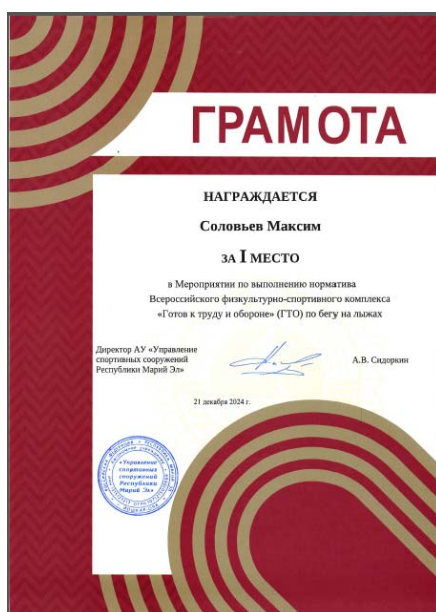 ГРАМОТА
НАГРАЖДАЕТСЯ
Соловьев Максим
ЗА I МЕСТО
в Мероприятии по выполнению норматива
Всероссийского физкультурно-спортивного комплекса
«Готов к труду и обороне» (ГТО) по бегу на лыжах
Директор АУ «Управление
спортивных сооружений
Республики Марий Эл»
А.В. Сидоркин
21 декабря 2024 г.
«Управление
спортивных
сооружений
Республики
Марий Эл»